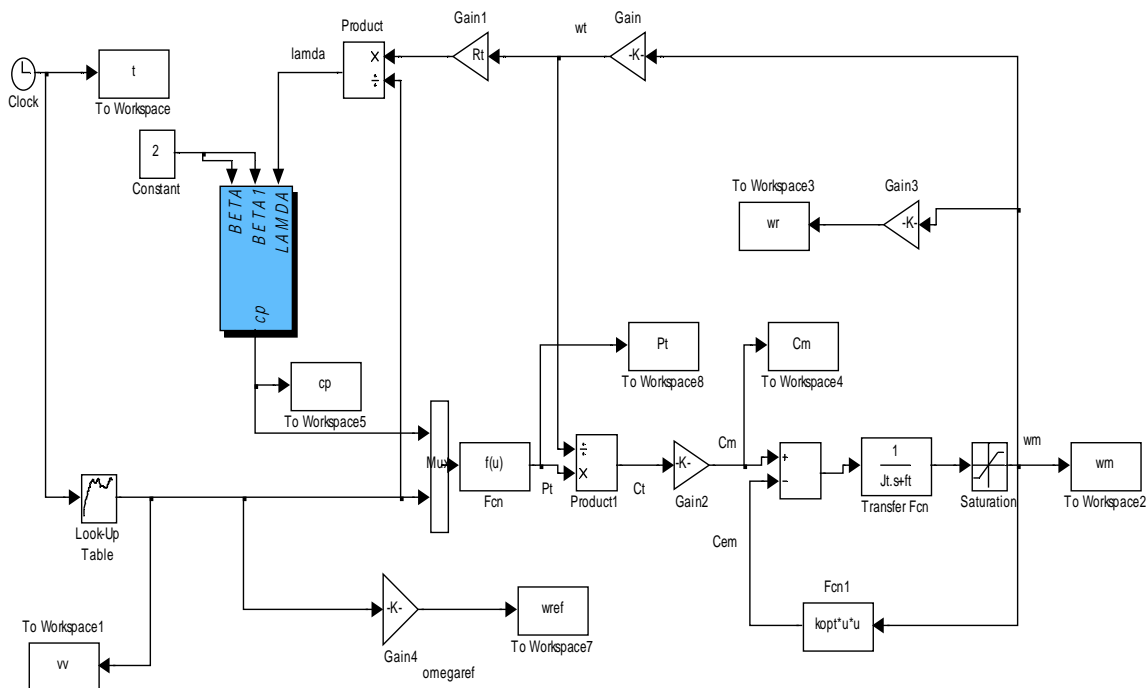 Gain1
Gain
wt
Product
lamda
X
÷
Rt
-K-
t
Clock
To Workspace
2
Constant
BETA
BETA1
LAMDA
cp
To Workspace3
Gain3
wr
-K-
cp
To Workspace5
Pt
To Workspace8
Cm
To Workspace4
Mux
f(u)
Fcn
Pt
÷
X
Product1
Ct
-K-
Gain2
Cm
+
−
1
Jt.s+ft
Transfer Fcn
Saturation
wm
wm
To Workspace2
Look-Up
Table
Cem
Fcn1
kopt*u*u
-K-
Gain4
omegaref
wref
To Workspace7
To Workspace1
vv